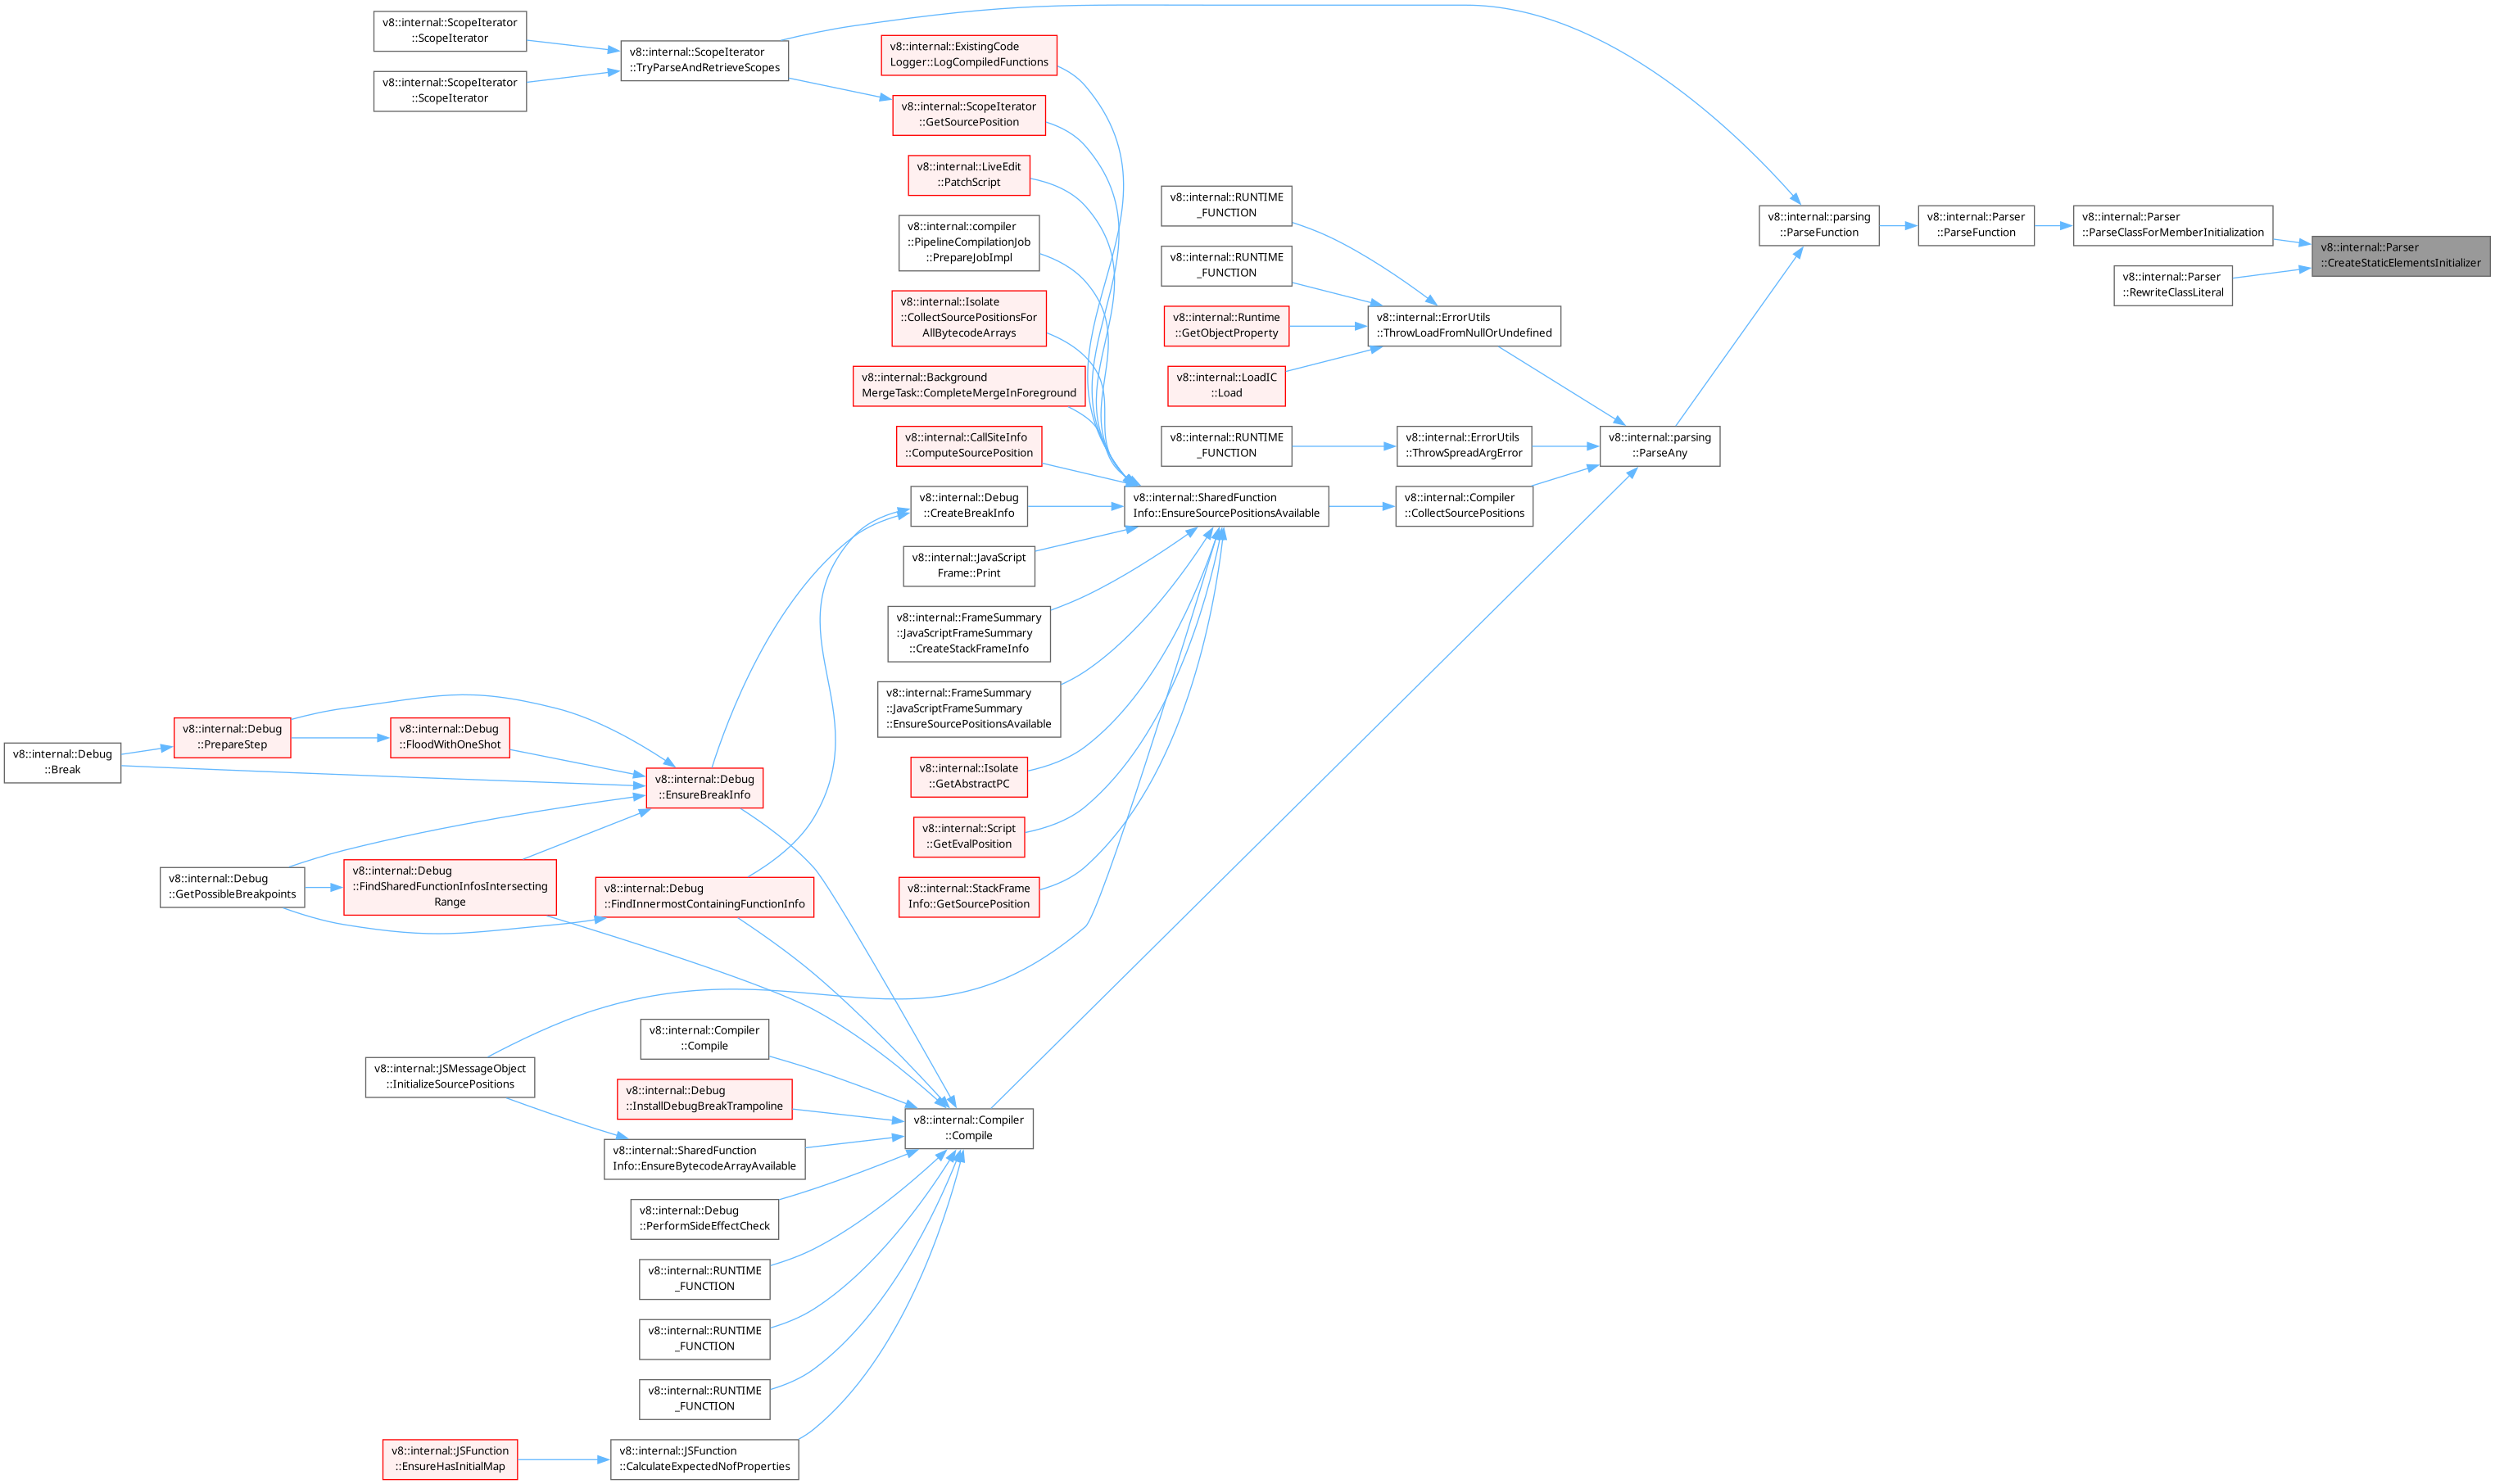 v8::internal::ScopeIterator
::ScopeIterator
v8::internal::ScopeIterator
::ScopeIterator
v8::internal::ScopeIterator
::TryParseAndRetrieveScopes
v8::internal::ExistingCode
Logger::LogCompiledFunctions
v8::internal::ScopeIterator
::GetSourcePosition
v8::internal::LiveEdit
::PatchScript
v8::internal::compiler
::PipelineCompilationJob
::PrepareJobImpl
v8::internal::Isolate
::CollectSourcePositionsFor
AllBytecodeArrays
v8::internal::Background
MergeTask::CompleteMergeInForeground
v8::internal::CallSiteInfo
::ComputeSourcePosition
v8::internal::Debug
::CreateBreakInfo
v8::internal::JavaScript
Frame::Print
v8::internal::FrameSummary
::JavaScriptFrameSummary
::CreateStackFrameInfo
v8::internal::FrameSummary
::JavaScriptFrameSummary
::EnsureSourcePositionsAvailable
v8::internal::Isolate
::GetAbstractPC
v8::internal::Script
::GetEvalPosition
v8::internal::StackFrame
Info::GetSourcePosition
v8::internal::RUNTIME
_FUNCTION
v8::internal::RUNTIME
_FUNCTION
v8::internal::Runtime
::GetObjectProperty
v8::internal::LoadIC
::Load
v8::internal::RUNTIME
_FUNCTION
v8::internal::SharedFunction
Info::EnsureSourcePositionsAvailable
v8::internal::ErrorUtils
::ThrowLoadFromNullOrUndefined
v8::internal::ErrorUtils
::ThrowSpreadArgError
v8::internal::Compiler
::CollectSourcePositions
v8::internal::parsing
::ParseAny
v8::internal::parsing
::ParseFunction
v8::internal::Parser
::ParseFunction
v8::internal::Parser
::ParseClassForMemberInitialization
v8::internal::Parser
::RewriteClassLiteral
v8::internal::Parser
::CreateStaticElementsInitializer
v8::internal::Debug
::Break
v8::internal::Debug
::PrepareStep
v8::internal::Debug
::FloodWithOneShot
v8::internal::Debug
::EnsureBreakInfo
v8::internal::Debug
::GetPossibleBreakpoints
v8::internal::Debug
::FindSharedFunctionInfosIntersecting
Range
v8::internal::Debug
::FindInnermostContainingFunctionInfo
v8::internal::JSMessageObject
::InitializeSourcePositions
v8::internal::Compiler
::Compile
v8::internal::Debug
::InstallDebugBreakTrampoline
v8::internal::SharedFunction
Info::EnsureBytecodeArrayAvailable
v8::internal::Debug
::PerformSideEffectCheck
v8::internal::RUNTIME
_FUNCTION
v8::internal::RUNTIME
_FUNCTION
v8::internal::RUNTIME
_FUNCTION
v8::internal::Compiler
::Compile
v8::internal::JSFunction
::EnsureHasInitialMap
v8::internal::JSFunction
::CalculateExpectedNofProperties